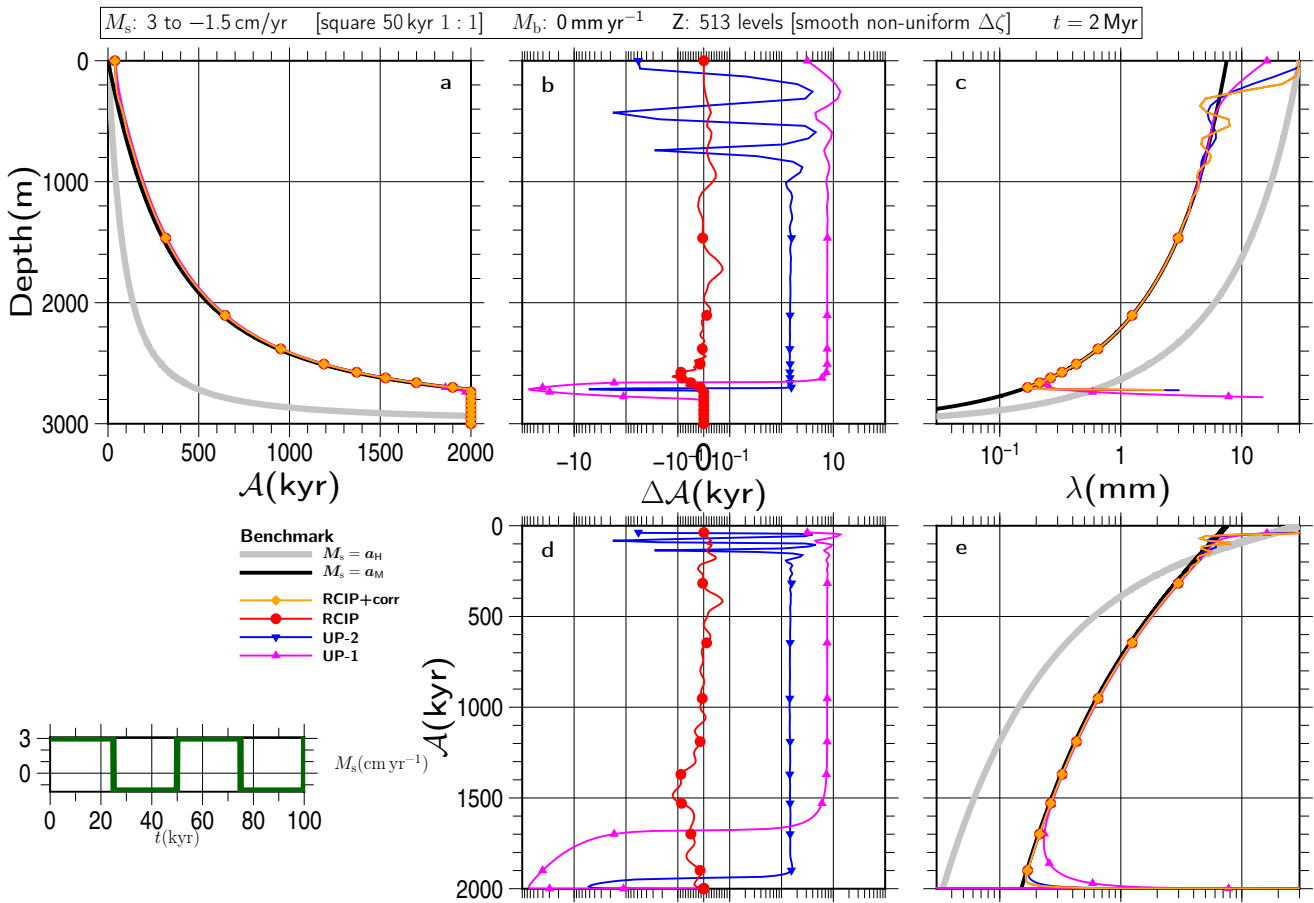 Mₛ: 3 to −1.5 cm/yr [square 50 kyr 1 : 1] M_b: 0 mm yr⁻¹ Z: 513 levels [smooth non-uniform Δζ] t = 2 Myr
a
b
c
0
1000
2000
3000
Depth(m)
0 500 1000 1500 2000
𝒜(kyr)
−10 −10⁻¹ 0 10⁻¹ 10
Δ𝒜(kyr)
10⁻¹ 1 10
λ(mm)
d
e
0
500
1000
1500
2000
𝒜(kyr)
Benchmark
Mₛ = a_H
Mₛ = a_M
RCIP+corr
RCIP
UP-2
UP-1
3
0
Mₛ(cm yr⁻¹)
0 20 40 60 80 100
t(kyr)